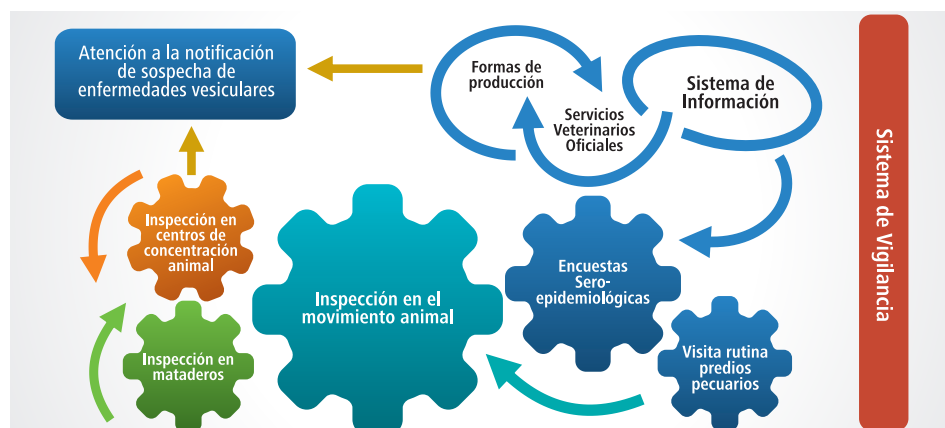 Atención a la notificación
de sospecha de
enfermedades vesiculares
Formas de
producción
Servicios
Veterinarios
Oficiales
Sistema de
Información
Sistema de Vigilancia
Inspección en
centros de
concentración
animal
Inspección en el
movimiento animal
Encuestas
Sero-
epidemiológicas
Inspección en
mataderos
Visita rutina
predios
pecuarios